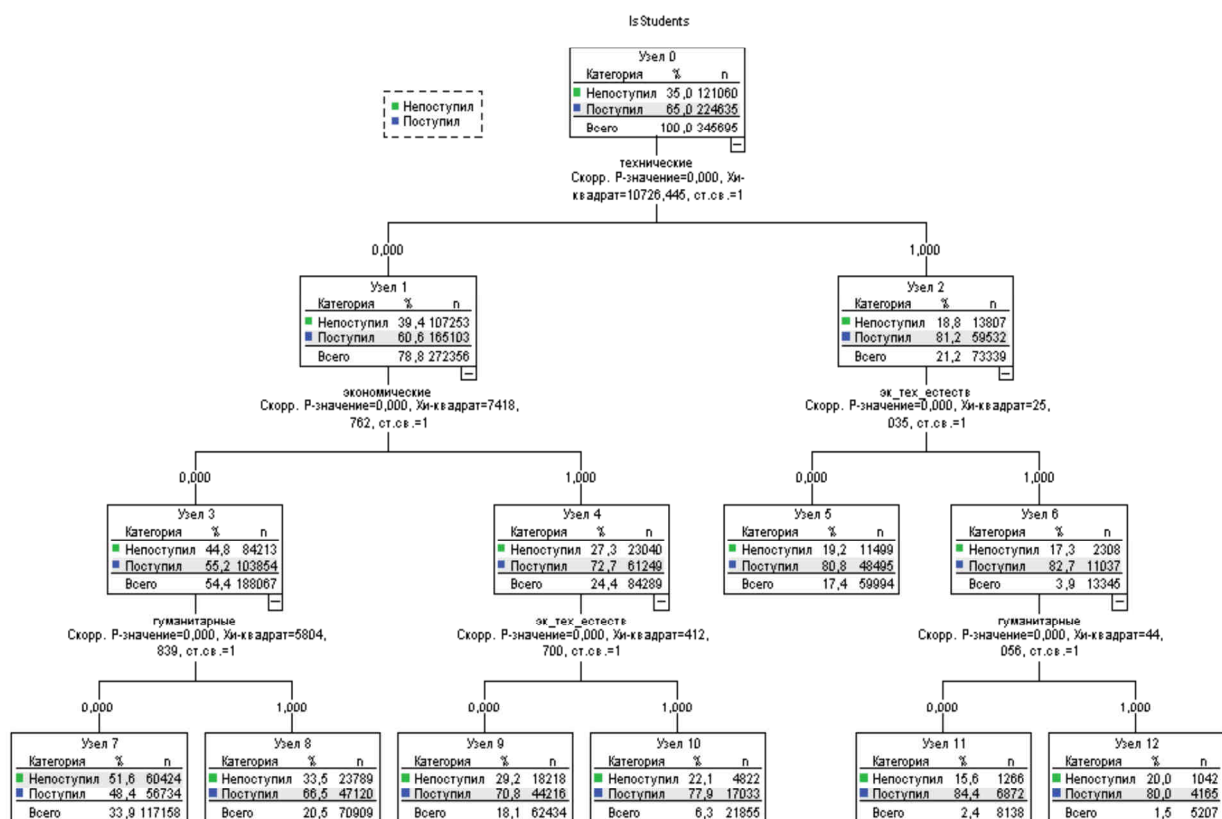 IsStudents
Узел 0
Категория % n
Непоступил 35,0 121060
Поступил 65,0 224635
Всего 100,0 345695
Непоступил
Поступил
технические
Скорр. Р-значение=0,000, Хи-
квадрат=10726,445, ст.св.=1
0,000
1,000
Узел 1
Категория % n
Непоступил 39,4 107253
Поступил 60,6 165103
Всего 78,8 272356
Узел 2
Категория % n
Непоступил 18,8 13807
Поступил 81,2 59532
Всего 21,2 73339
экономические
Скорр. Р-значение=0,000, Хи-квадрат=7418,
762, ст.св.=1
эк_тех_естеств
Скорр. Р-значение=0,000, Хи-квадрат=25,
035, ст.св.=1
0,000
1,000
0,000
1,000
Узел 3
Категория % n
Непоступил 44,8 84213
Поступил 55,2 103854
Всего 54,4 188067
Узел 4
Категория % n
Непоступил 27,3 23040
Поступил 72,7 61249
Всего 24,4 84289
Узел 5
Категория % n
Непоступил 19,2 11499
Поступил 80,8 48495
Всего 17,4 59994
Узел 6
Категория % n
Непоступил 17,3 2308
Поступил 82,7 11037
Всего 3,9 13345
гуманитарные
Скорр. Р-значение=0,000, Хи-квадрат=5804,
839, ст.св.=1
эк_тех_естеств
Скорр. Р-значение=0,000, Хи-квадрат=412,
700, ст.св.=1
гуманитарные
Скорр. Р-значение=0,000, Хи-квадрат=44,
056, ст.св.=1
0,000
1,000
0,000
1,000
0,000
1,000
Узел 7
Категория % n
Непоступил 51,6 60424
Поступил 48,4 56734
Всего 33,9 117158
Узел 8
Категория % n
Непоступил 33,5 23789
Поступил 66,5 47120
Всего 20,5 70909
Узел 9
Категория % n
Непоступил 29,2 18218
Поступил 70,8 44216
Всего 18,1 62434
Узел 10
Категория % n
Непоступил 22,1 4822
Поступил 77,9 17033
Всего 6,3 21855
Узел 11
Категория % n
Непоступил 15,6 1266
Поступил 84,4 6872
Всего 2,4 8138
Узел 12
Категория % n
Непоступил 20,0 1042
Поступил 80,0 4165
Всего 1,5 5207